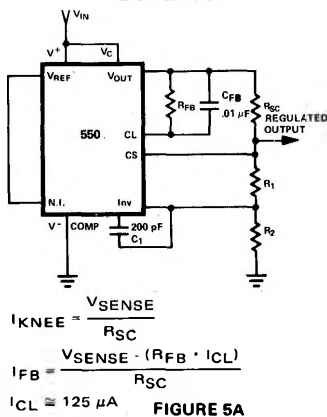 VIN
V+ VC
VREF VOUT
RFB
CFB
.01 µF
RSC
REGULATED
OUTPUT
550
CL
CS
R1
N.I. Inv
V- COMP
200 pF
C1
R2
IKNEE = VSENSE / RSC
IFB = VSENSE - (RFB · ICL) / RSC
ICL ≅ 125 µA
FIGURE 5A